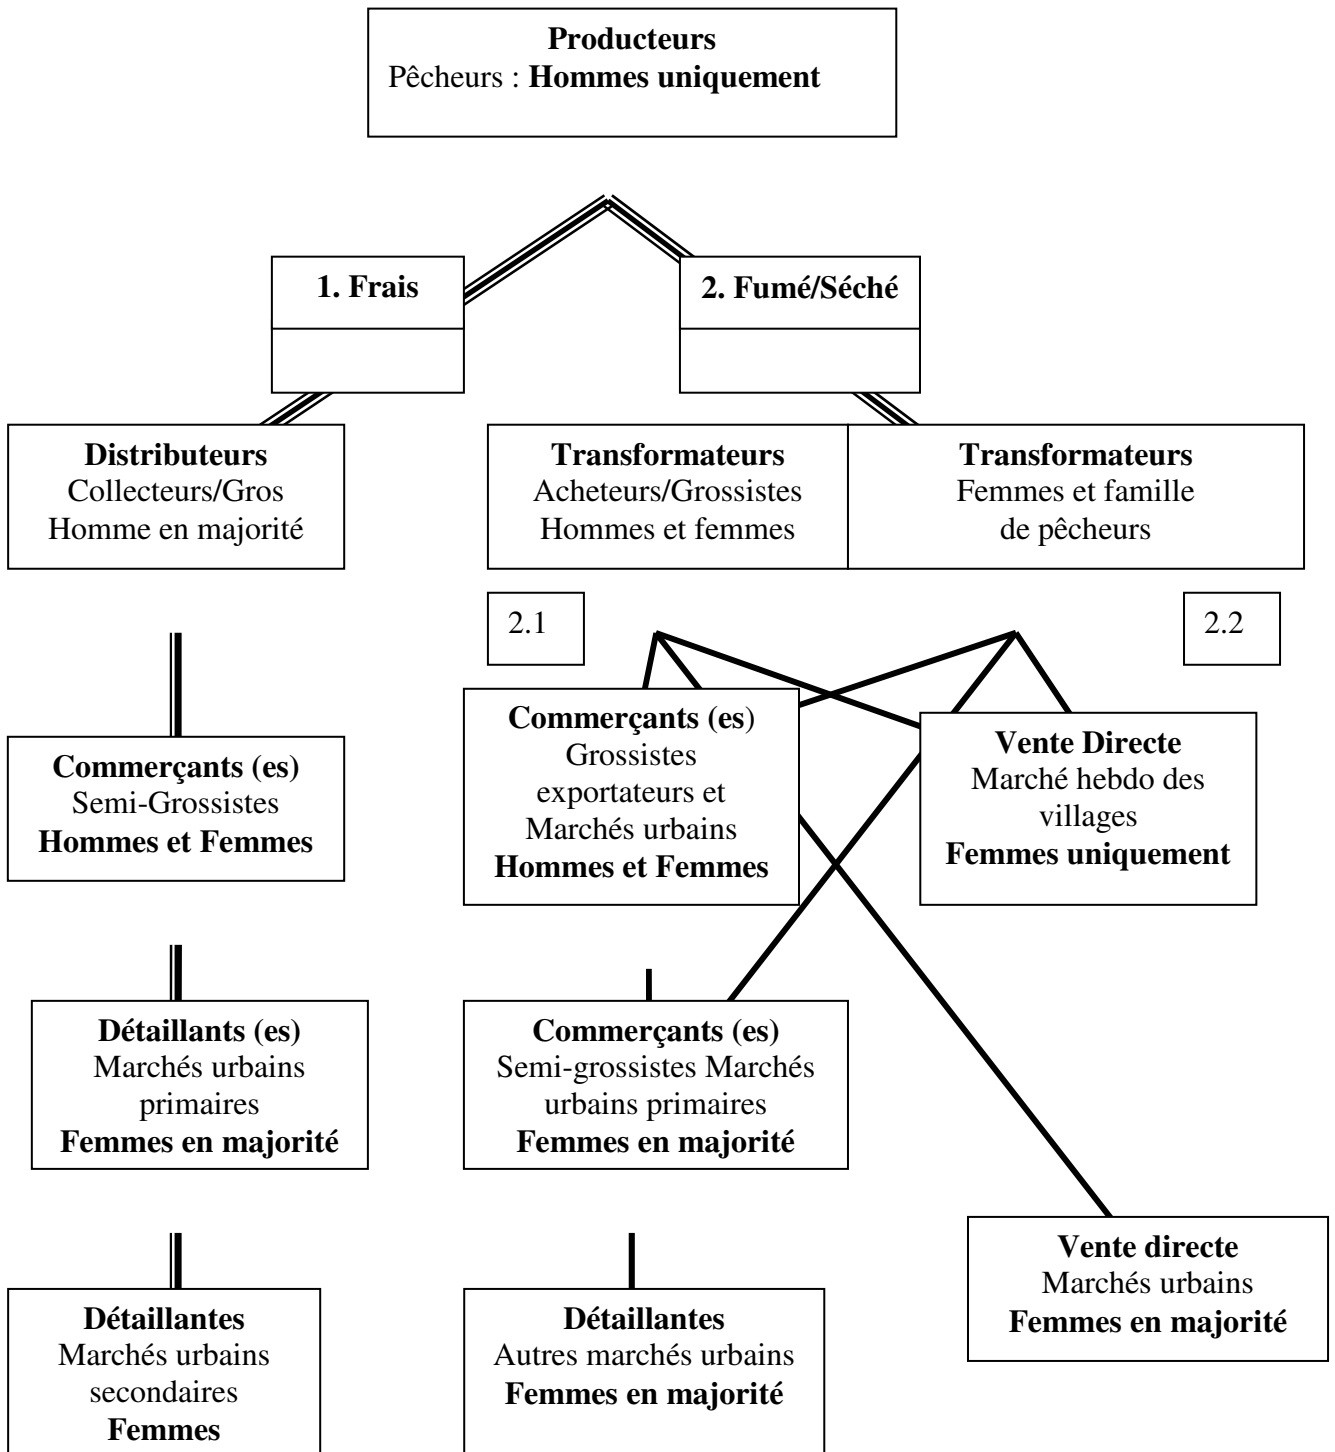 Producteurs
Pêcheurs : Hommes uniquement
1. Frais
2. Fumé/Séché
Distributeurs
Collecteurs/Gros
Homme en majorité
Transformateurs
Acheteurs/Grossistes
Hommes et femmes
Transformateurs
Femmes et famille
de pêcheurs
2.1
2.2
Commerçants (es)
Semi-Grossistes
Hommes et Femmes
Commerçants (es)
Grossistes
exportateurs et
Marchés urbains
Hommes et Femmes
Vente Directe
Marché hebdo des
villages
Femmes uniquement
Détaillants (es)
Marchés urbains
primaires
Femmes en majorité
Commerçants (es)
Semi-grossistes Marchés
urbains primaires
Femmes en majorité
Vente directe
Marchés urbains
Femmes en majorité
Détaillantes
Marchés urbains
secondaires
Femmes
Détaillantes
Autres marchés urbains
Femmes en majorité